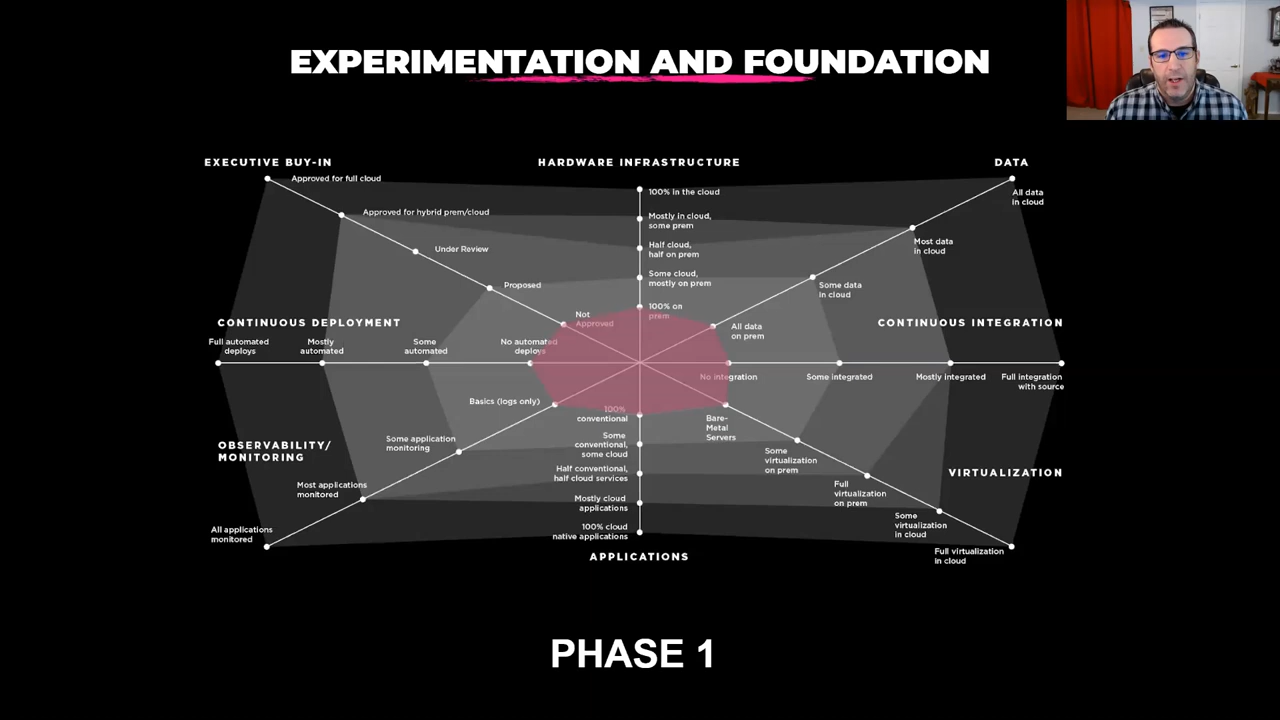 EXPERIMENTATION AND FOUNDATION
EXECUTIVE BUY-IN
Approved for full cloud
Approved for hybrid prem/cloud
Under Review
Proposed
Not
Approved
HARDWARE INFRASTRUCTURE
100% in the cloud
Mostly in cloud,
some prem
Half cloud,
half on prem
Some cloud,
mostly on prem
100% on
prem
DATA
All data
in cloud
Most data
in cloud
Some data
in cloud
All data
on prem
CONTINUOUS DEPLOYMENT
Full automated
deploys
Mostly
automated
Some
automated
No automated
deploys
CONTINUOUS INTEGRATION
No integration
Some integrated
Mostly integrated
Full integration
with source
OBSERVABILITY/
MONITORING
Basics (logs only)
Some application
monitoring
Most applications
monitored
All applications
monitored
100%
conventional
Some
conventional,
some cloud
Half conventional,
half cloud services
Mostly cloud
applications
100% cloud
native applications
APPLICATIONS
VIRTUALIZATION
Bare-
Metal
Servers
Some
virtualization
on prem
Full
virtualization
on prem
Some
virtualization
in cloud
Full virtualization
in cloud
PHASE 1